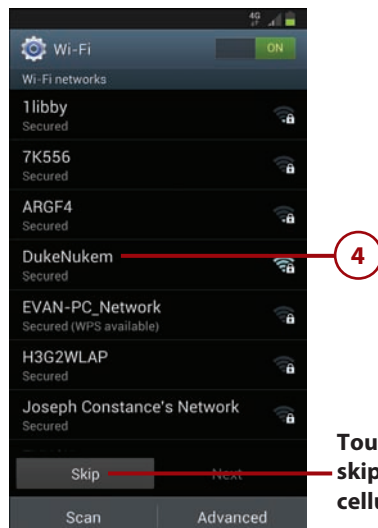 4G
Wi-Fi
ON
Wi-Fi networks
1libby
Secured
7K556
Secured
ARGF4
Secured
DukeNukem
Secured
4
EVAN-PC_Network
Secured (WPS available)
H3G2WLAP
Secured
Joseph Constance's Network
Secured
Skip
Next
Tou
skip
cellu
Scan
Advanced